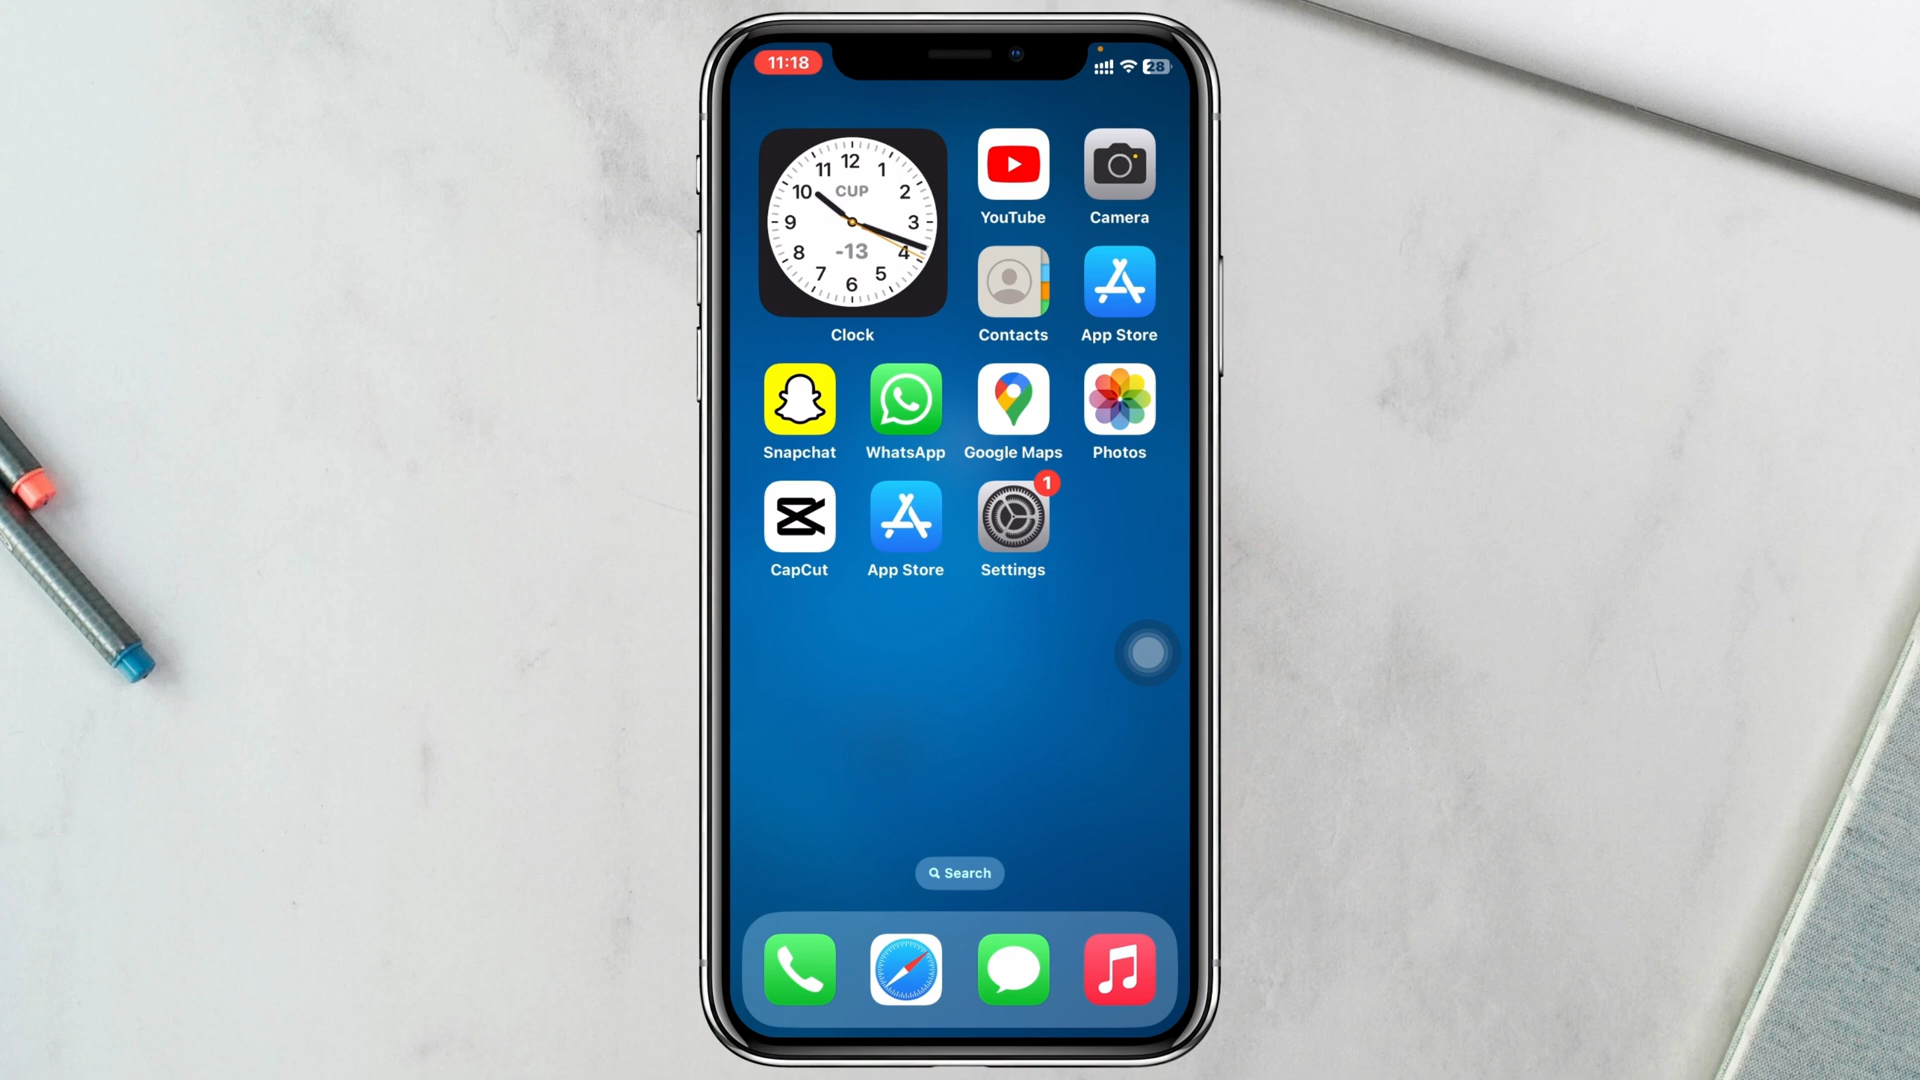 11:18
28
12
11 1
10 CUP 2
9 3
8 -13 4
7 5
6
Clock
YouTube
Camera
Contacts
App Store
Snapchat
WhatsApp
Google Maps
Photos
1
CapCut
App Store
Settings
Search